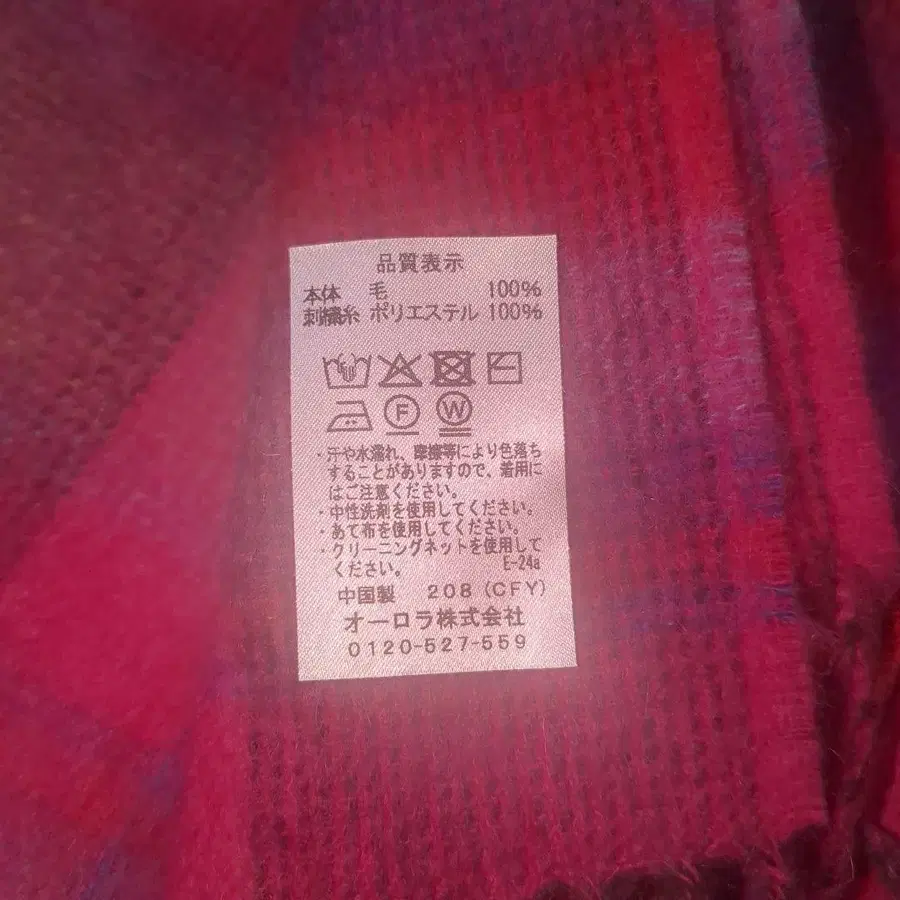 品質表示
本体 毛 100%
刺繍糸 ポリエステル 100%
F W
・汗や水濡れ、摩擦等により色落ち
することがありますので、着用に
はご注意ください。
・中性洗剤を使用してください。
・あて布を使用してください。
・クリーニングネットを使用して
ください。 E-24a
中国製 208 (CFY)
オーロラ株式会社
0120-527-559